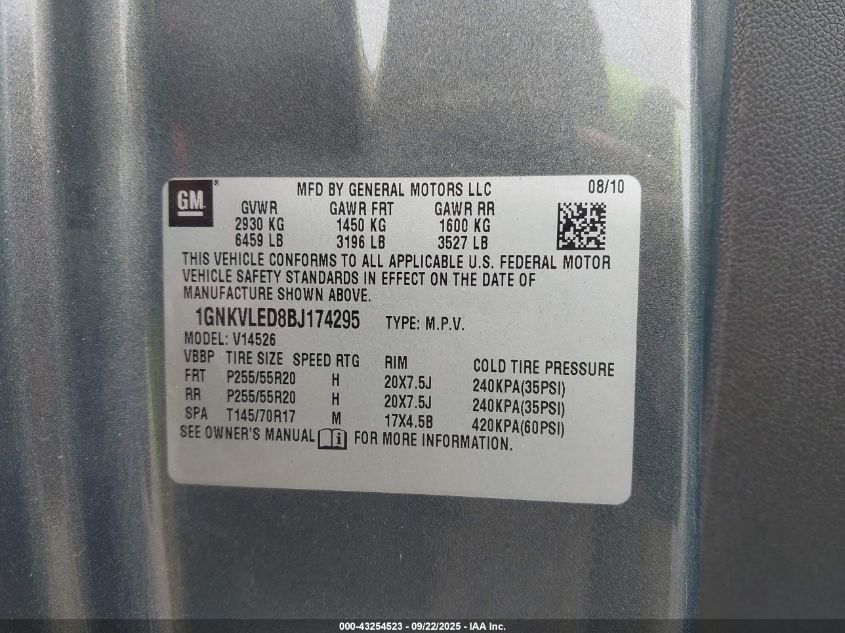 GM ® MFD BY GENERAL MOTORS LLC 08/10
GVWR GAWR FRT GAWR RR
2930 KG 1450 KG 1600 KG
6459 LB 3196 LB 3527 LB
THIS VEHICLE CONFORMS TO ALL APPLICABLE U.S. FEDERAL MOTOR
VEHICLE SAFETY STANDARDS IN EFFECT ON THE DATE OF
MANUFACTURE SHOWN ABOVE.
1GNKVLED8BJ174295 TYPE: M.P.V.
MODEL: V14526
VBBP TIRE SIZE SPEED RTG RIM COLD TIRE PRESSURE
FRT P255/55R20 H 20X7.5J 240KPA(35PSI)
RR P255/55R20 H 20X7.5J 240KPA(35PSI)
SPA T145/70R17 M 17X4.5B 420KPA(60PSI)
SEE OWNER'S MANUAL i FOR MORE INFORMATION.
000-43254523 - 09/22/2025 - IAA Inc.